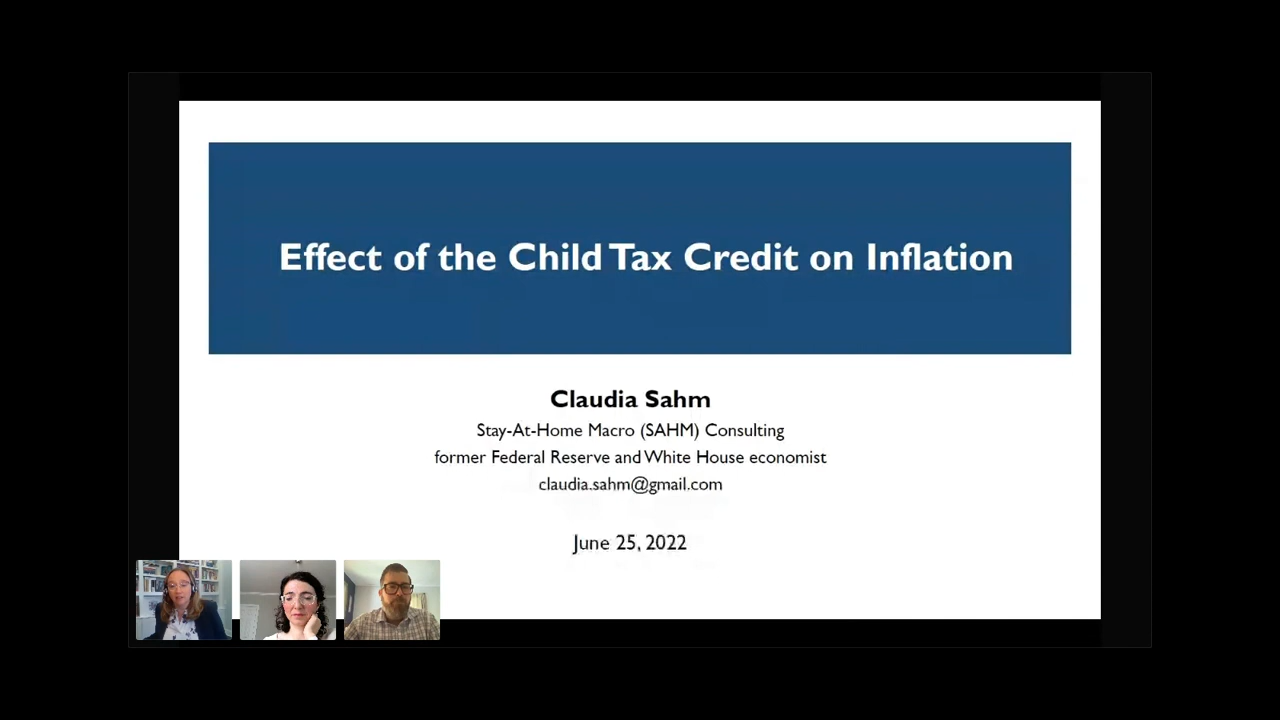 Effect of the Child Tax Credit on Inflation
Claudia Sahm
Stay-At-Home Macro (SAHM) Consulting
former Federal Reserve and White House economist
claudia.sahm@gmail.com
June 25, 2022